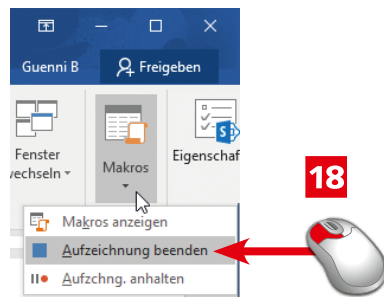 Guenni B Freigeben
Fenster
wechseln
Makros
Eigenschaf
18
Makros anzeigen
Aufzeichnung beenden
Aufzchng. anhalten